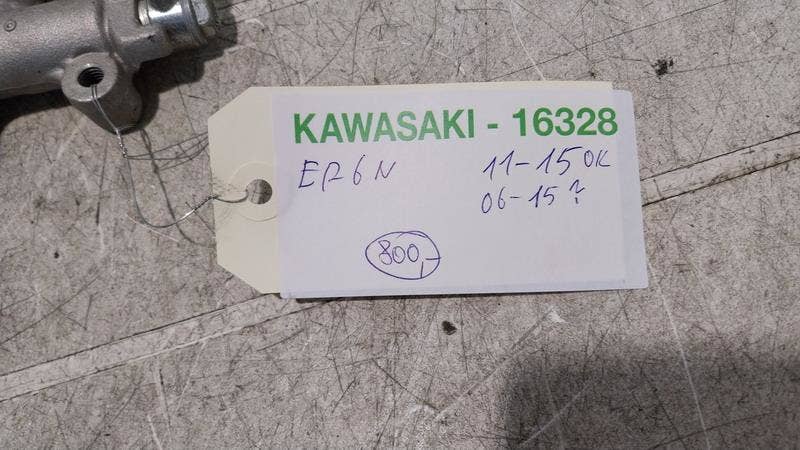 KAWASAKI - 16328
ER6N 11-15 OK
06-15?
800,-